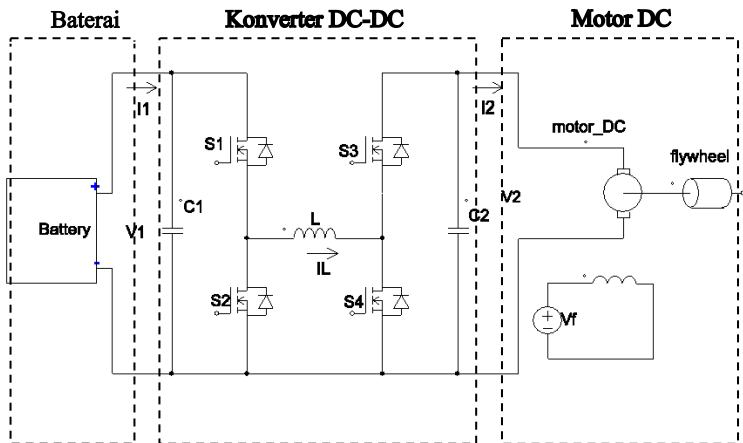 Baterai
Konverter DC-DC
Motor DC
I1
I2
S1
S3
motor_DC
flywheel
+
Battery
-
V1
C1
L
IL
C2
V2
S2
S4
Vf